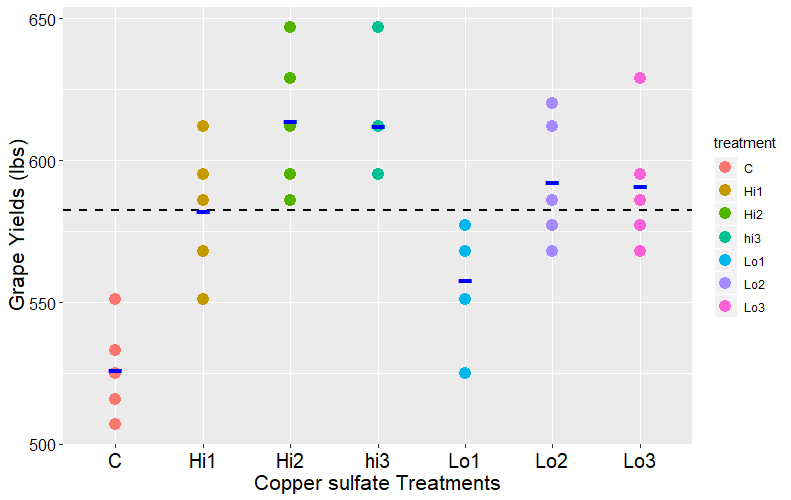 650
600
550
500
Grape Yields (lbs)
C Hi1 Hi2 hi3 Lo1 Lo2 Lo3
Copper sulfate Treatments
treatment
C
Hi1
Hi2
hi3
Lo1
Lo2
Lo3